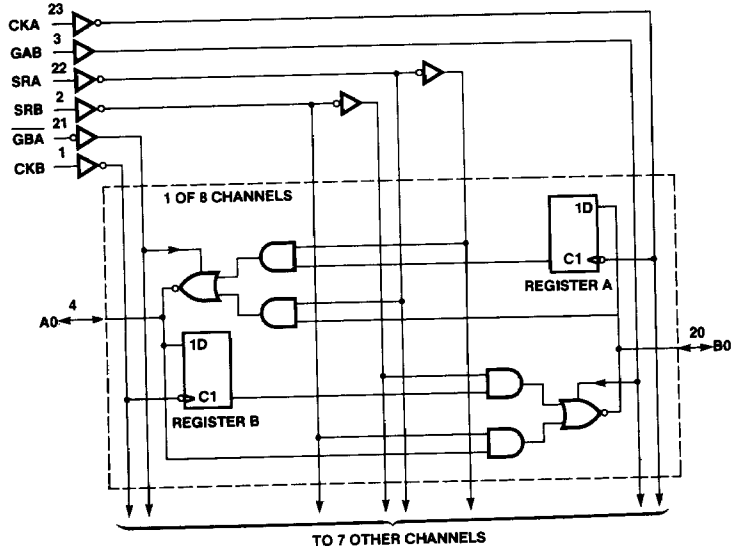 CKA 23
GAB 3
SRA 22
SRB 2
GBA 21
CKB 1
1 OF 8 CHANNELS
1D
C1
REGISTER A
A0 4
20 B0
1D
C1
REGISTER B
TO 7 OTHER CHANNELS